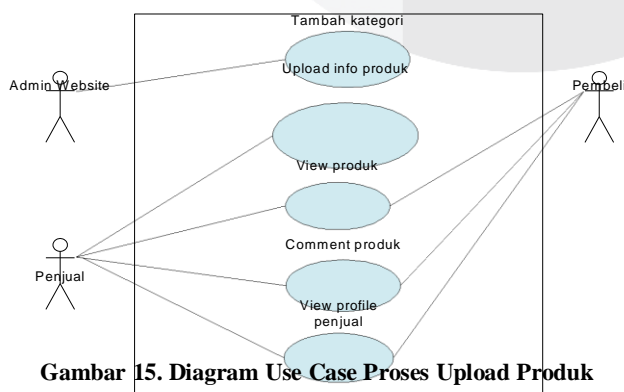 Tambah kategori
Upload info produk
Admin Website
Pembeli
View produk
Comment produk
Penjual
View profile
penjual
Gambar 15. Diagram Use Case Proses Upload Produk